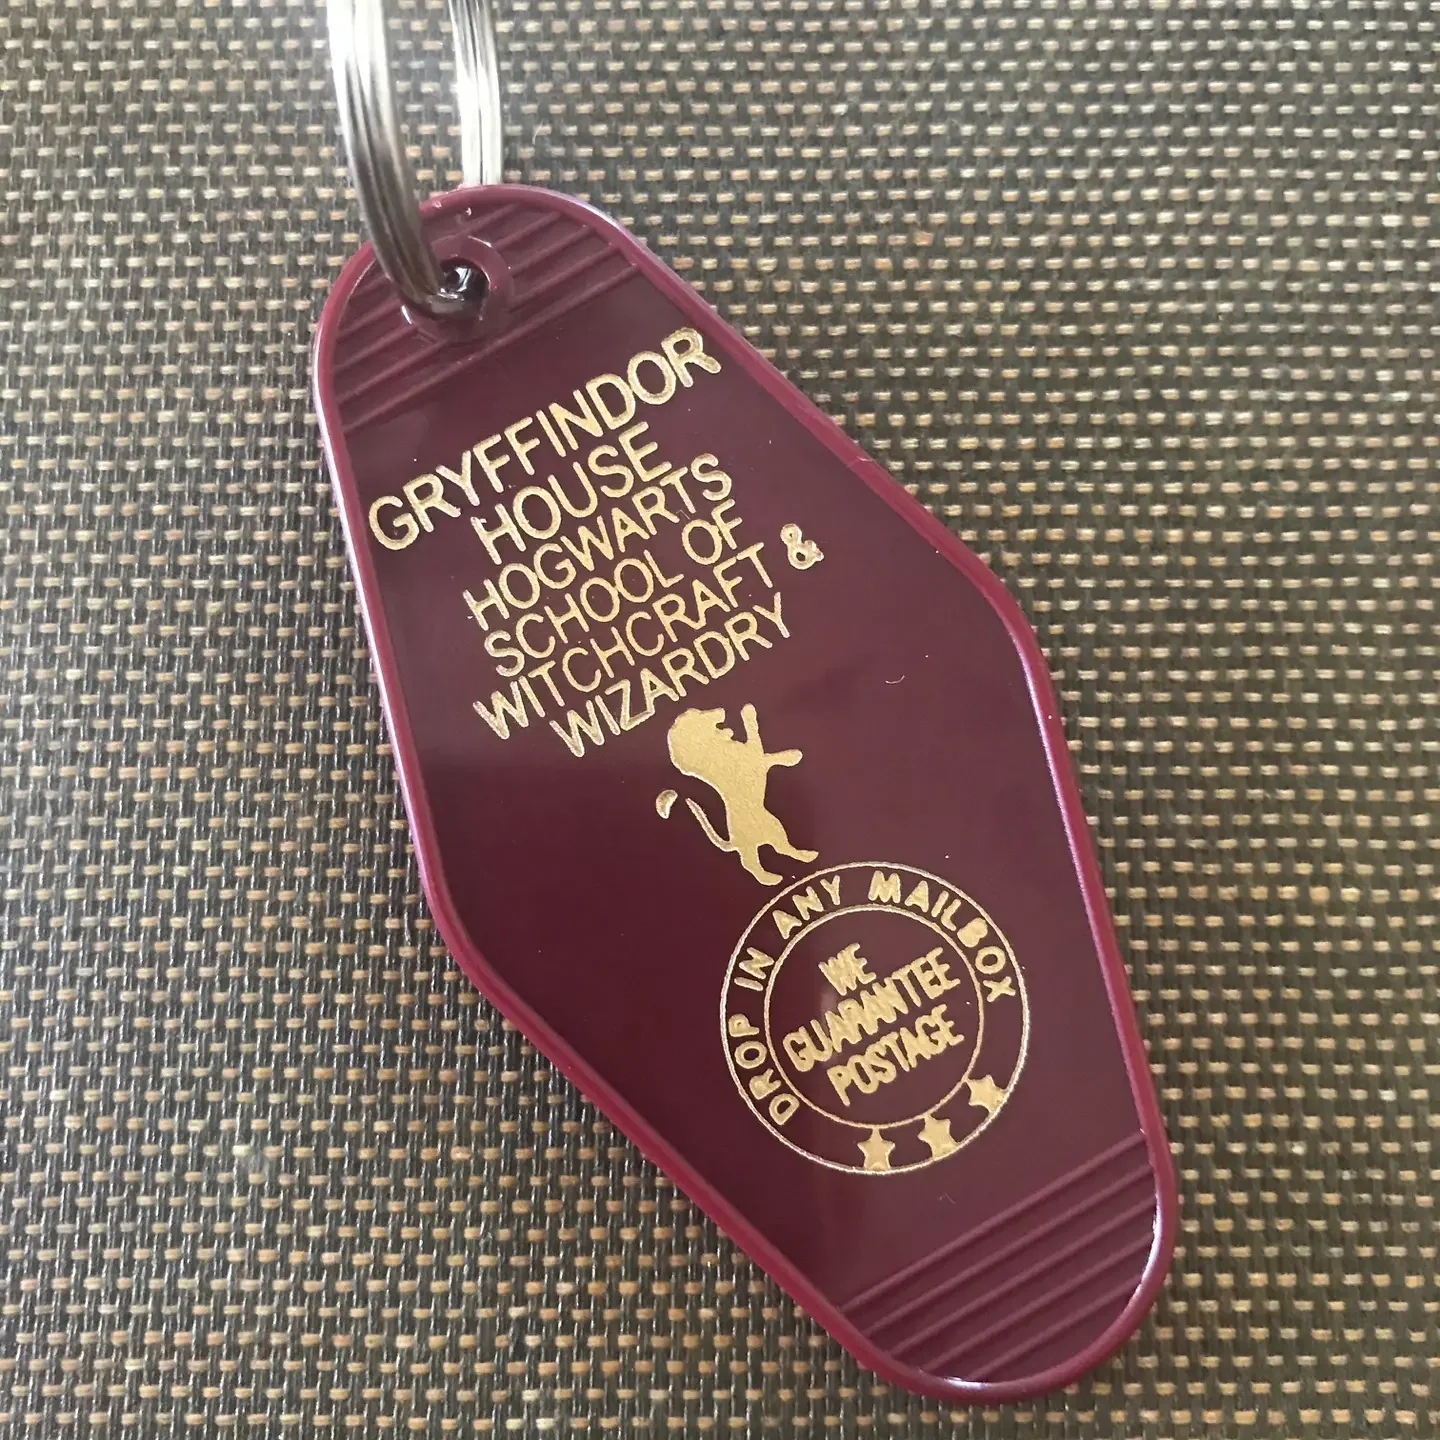 GRYFFINDOR
HOUSE
HOGWARTS
SCHOOL OF
WITCHCRAFT &
WIZARDRY
DROP IN ANY MAILBOX
WE
GUARANTEE
POSTAGE